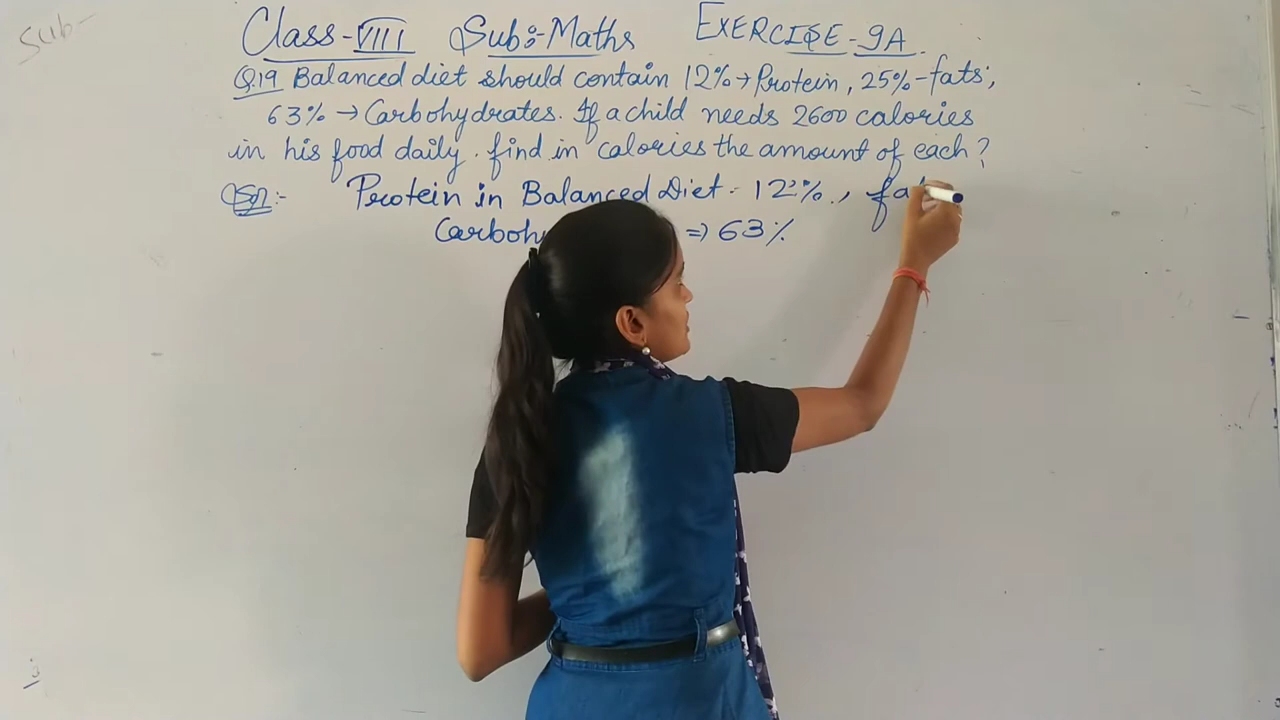 Sub-
Class-VIII Sub:-Maths EXERCISE-9A
Q.19 Balanced diet should contain 12%→Protein, 25%-fats,
63% → Carbohydrates. If a child needs 2600 calories
in his food daily. find in calories the amount of each?
Soln:- Protein in Balanced Diet - 12%., fat
Carboh => 63%